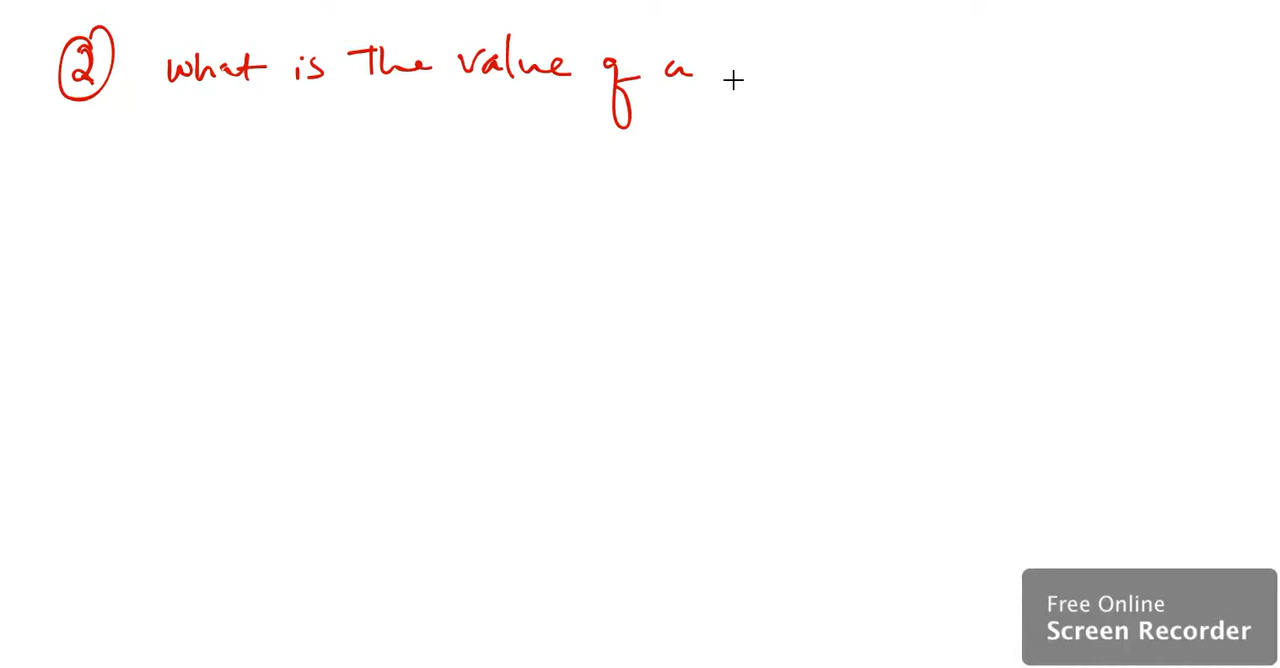 ② what is the value of a
Free Online
Screen Recorder